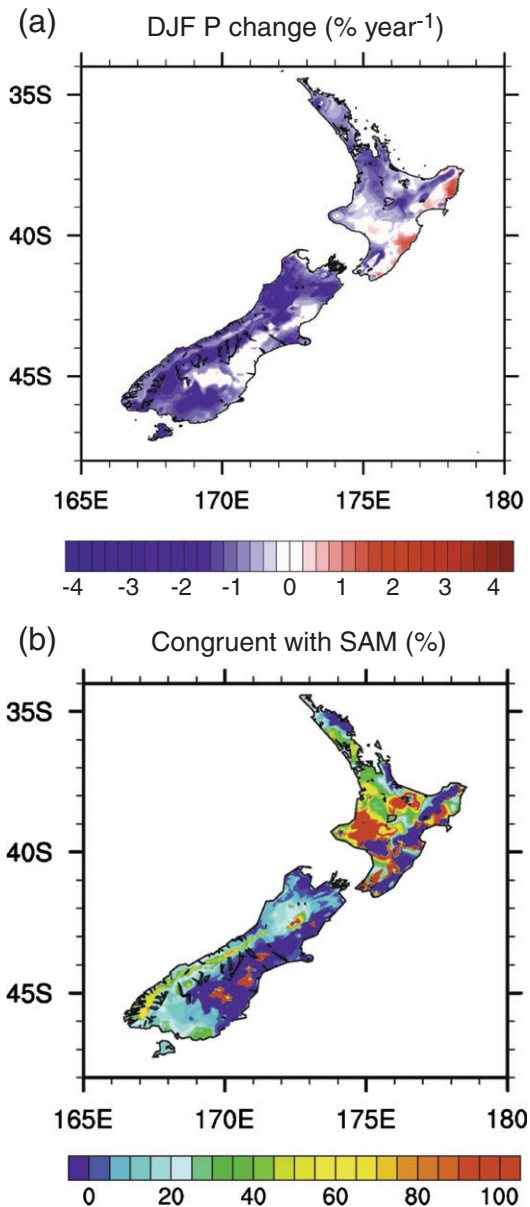 (a) DJF P change (% year-1)
35S
40S
45S
165E 170E 175E 180
-4 -3 -2 -1 0 1 2 3 4
(b) Congruent with SAM (%)
35S
40S
45S
165E 170E 175E 180
0 20 40 60 80 100